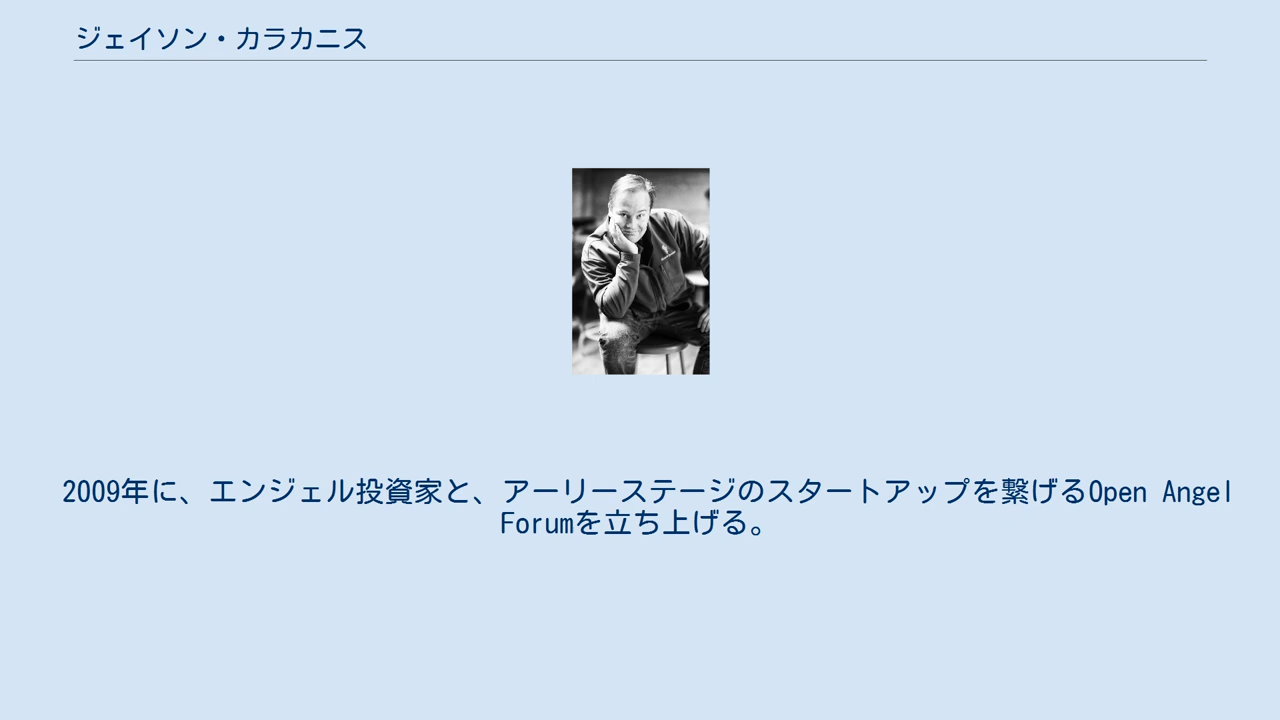 ジェイソン・カラカニス
2009年に、エンジェル投資家と、アーリーステージのスタートアップを繋げるOpen Angel
Forumを立ち上げる。